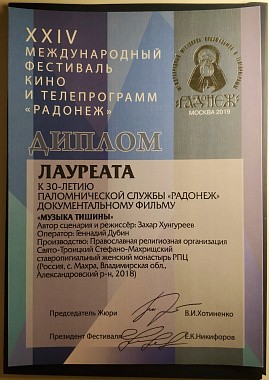 XXIV
МЕЖДУНАРОДНЫЙ
ФЕСТИВАЛЬ
КИНО
И ТЕЛЕПРОГРАММ
«РАДОНЕЖ»
РАДОНЕЖ
МОСКВА 2019
ДИПЛОМ
ЛАУРЕАТА
К 30-ЛЕТИЮ
ПАЛОМНИЧЕСКОЙ СЛУЖБЫ «РАДОНЕЖ»
ДОКУМЕНТАЛЬНОМУ ФИЛЬМУ
«МУЗЫКА ТИШИНЫ»
Автор сценария и режиссёр: Захар Хунгуреев
Оператор: Геннадий Дубин
Производство: Православная религиозная организация
Свято-Троицкий Стефано-Махрищский
ставропигиальный женский монастырь РПЦ
(Россия, с. Махра, Владимирская обл.,
Александровский р-н, 2018)
Председатель Жюри В.И.Хотиненко
Президент Фестиваля Е.К.Никифоров